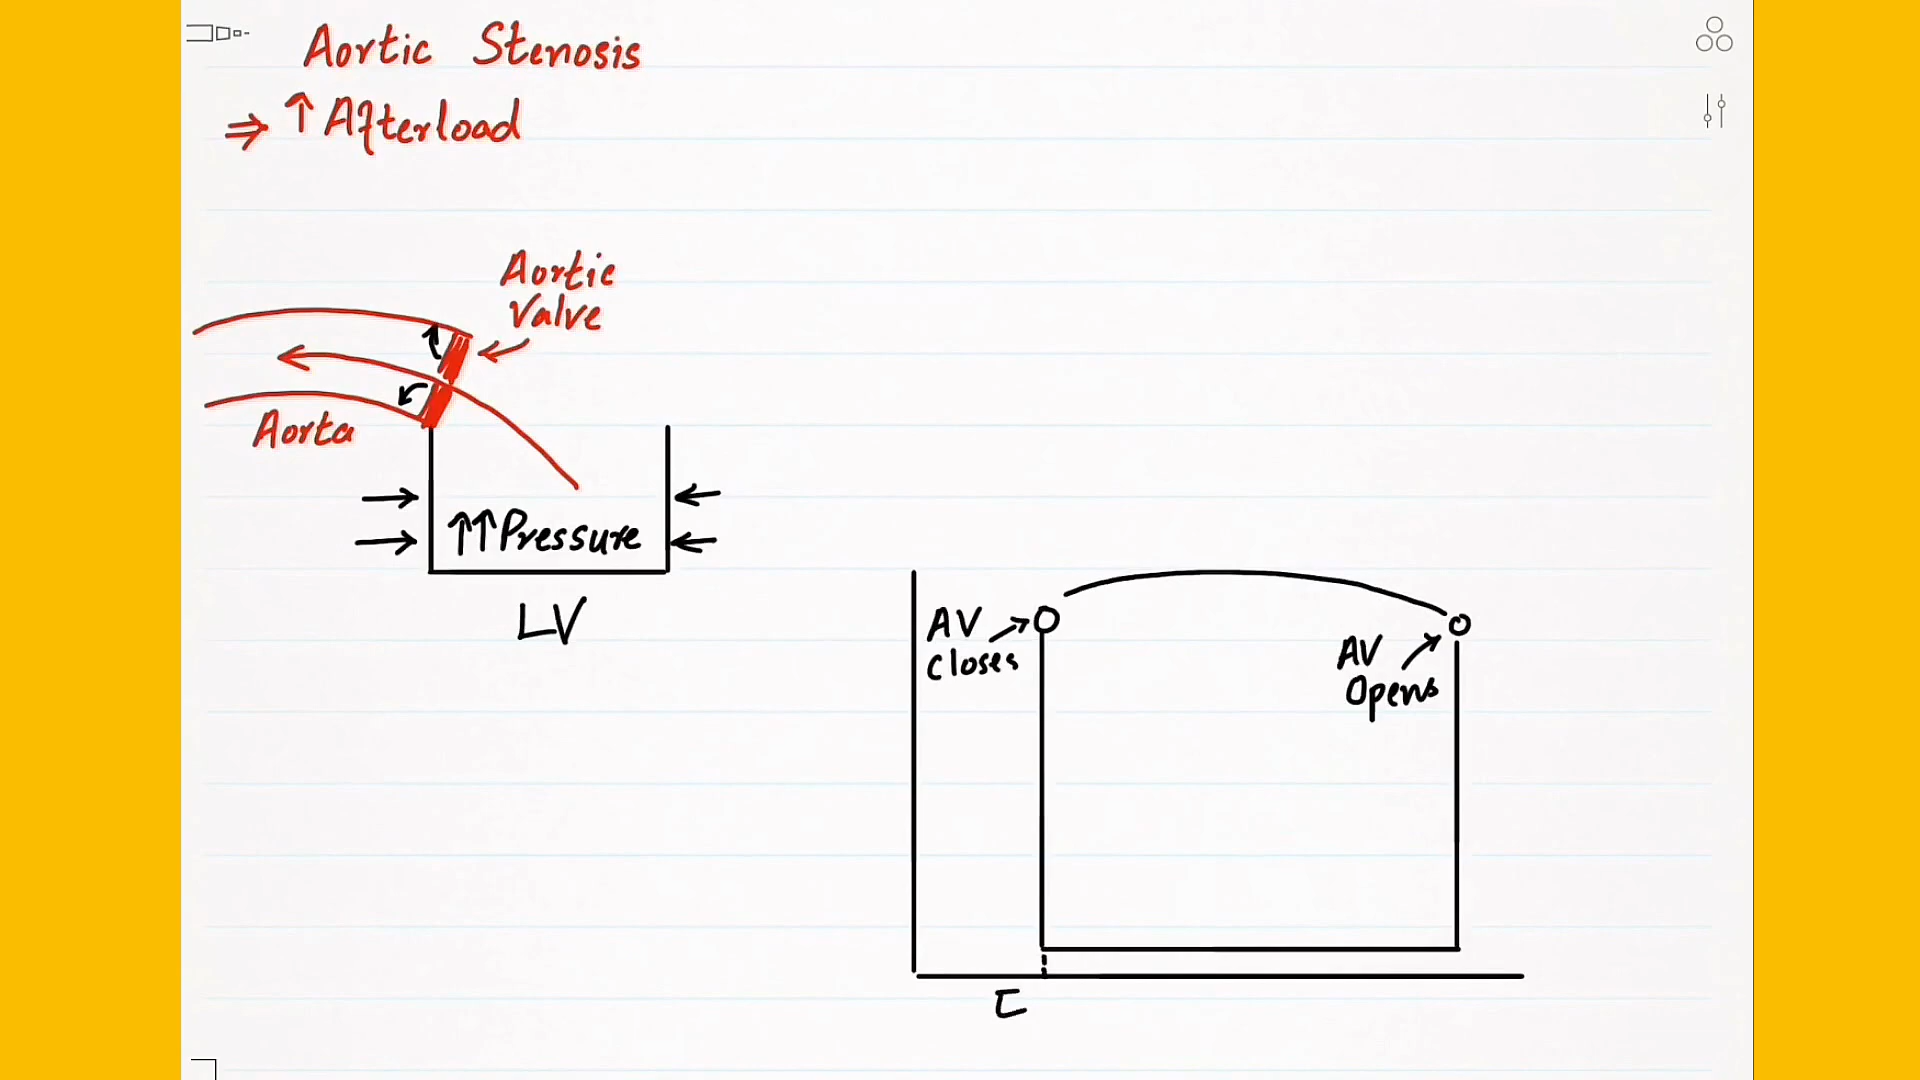 Aortic Stenosis
⇒ ↑ Afterload
Aortic
Valve
Aorta
↑↑Pressure
LV
AV
Closes
AV
Opens
E